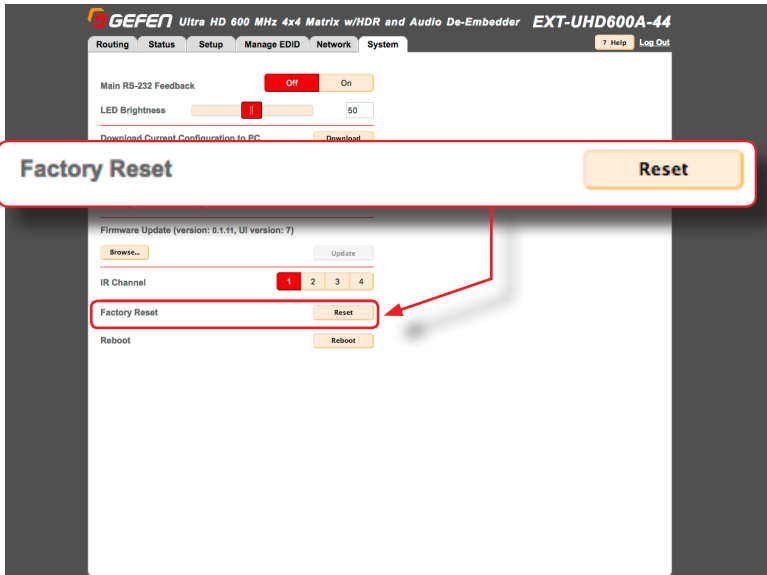 GEFEN Ultra HD 600 MHz 4x4 Matrix w/HDR and Audio De-Embedder EXT-UHD600A-44
Routing Status Setup Manage EDID Network System ? Help Log Out
Main RS-232 Feedback Off On
LED Brightness 50
Download Current Configuration to PC Download
Factory Reset Reset
Firmware Update (version: 0.1.11, UI version: 7)
Browse... Update
IR Channel 1 2 3 4
Factory Reset Reset
Reboot Reboot